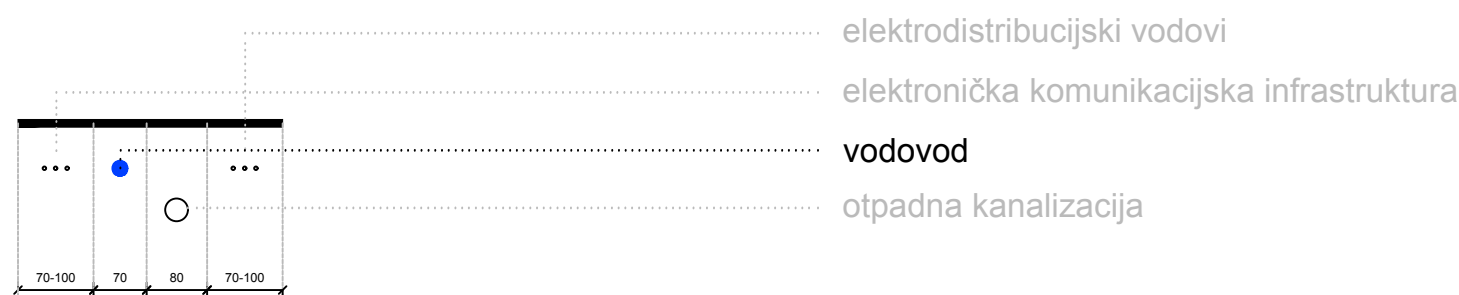 elektrodistribucijski vodovi
elektronička komunikacijska infrastruktura
vodovod
otpadna kanalizacija
70-100 70 80 70-100